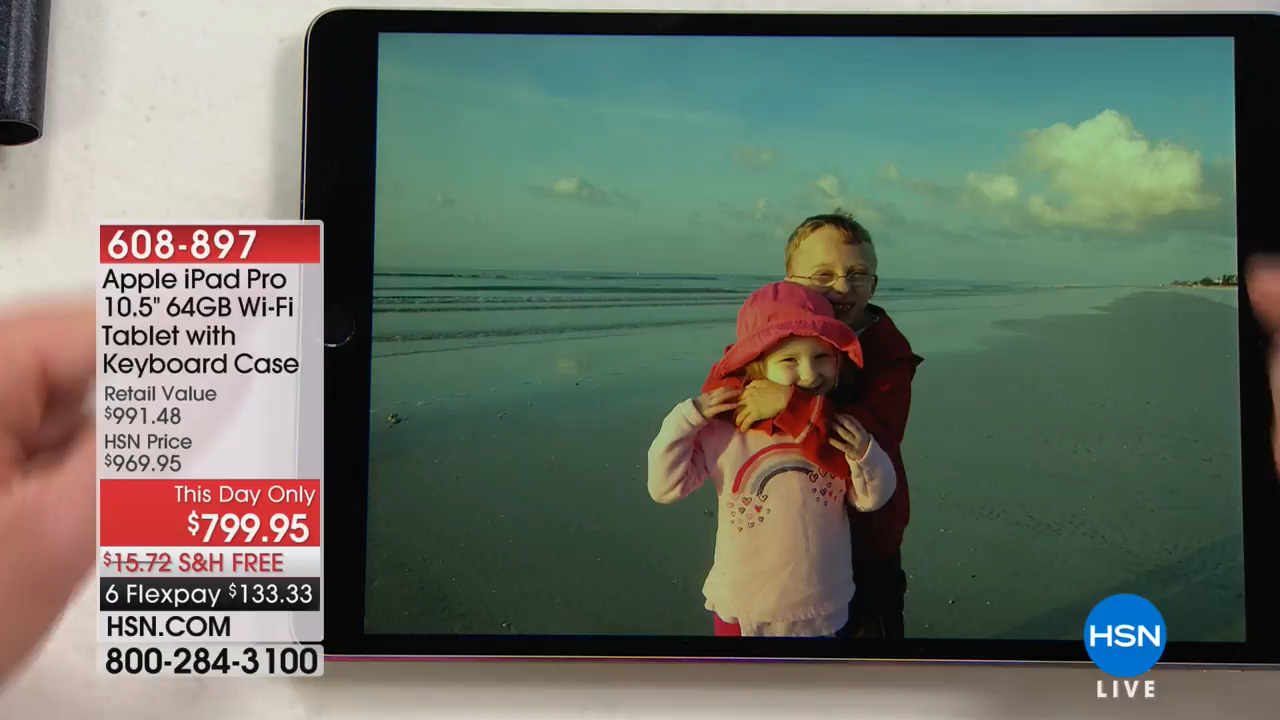 608-897
Apple iPad Pro
10.5" 64GB Wi-Fi
Tablet with
Keyboard Case
Retail Value
$991.48
HSN Price
$969.95
This Day Only
$799.95
$15.72 S&H FREE
6 Flexpay $133.33
HSN.COM
800-284-3100
HSN
LIVE